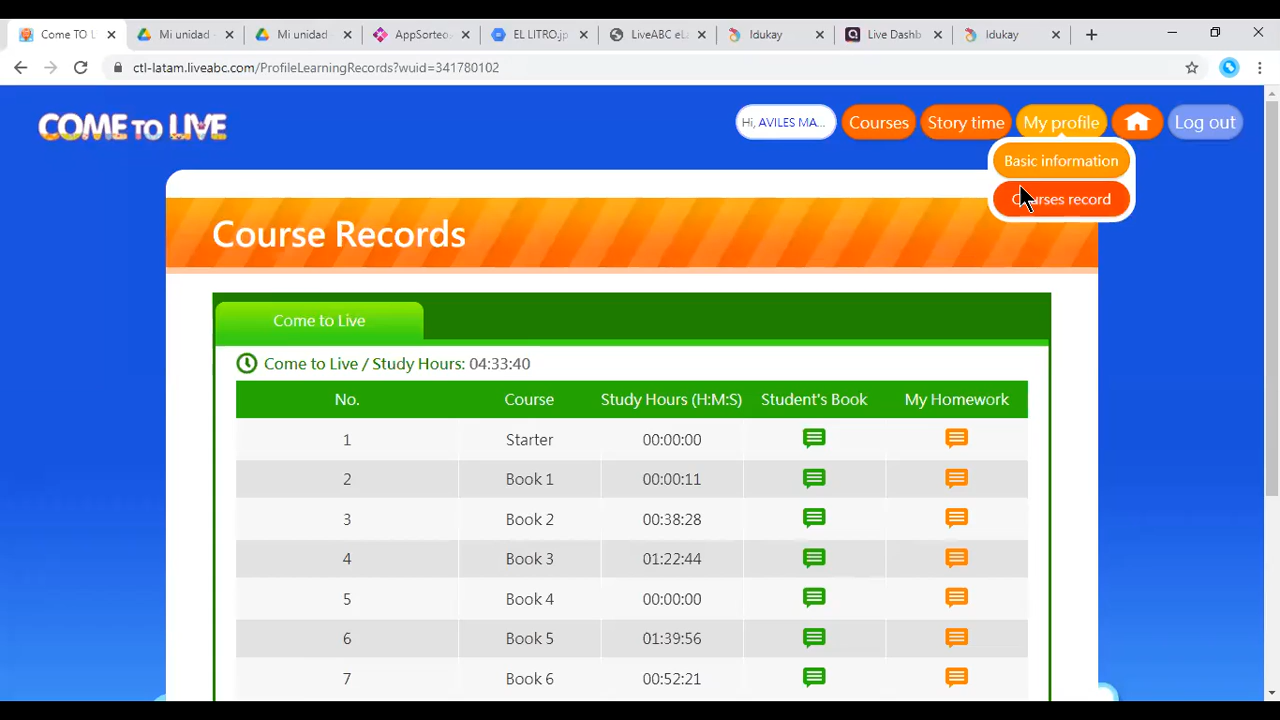 Come TO L
Mi unidad
Mi unidad
AppSorteo
EL LITRO.jp
LiveABC eL
Idukay
Live Dashb
Idukay
ctl-latam.liveabc.com/ProfileLearningRecords?wuid=341780102
COME TO LIVE
Hi, AVILES MA...
Courses
Story time
My profile
Log out
Basic information
Courses record
Course Records
Come to Live
Come to Live / Study Hours: 04:33:40
No. Course Study Hours (H:M:S) Student's Book My Homework
1 Starter 00:00:00
2 Book 1 00:00:11
3 Book 2 00:38:28
4 Book 3 01:22:44
5 Book 4 00:00:00
6 Book 5 01:39:56
7 Book 6 00:52:21